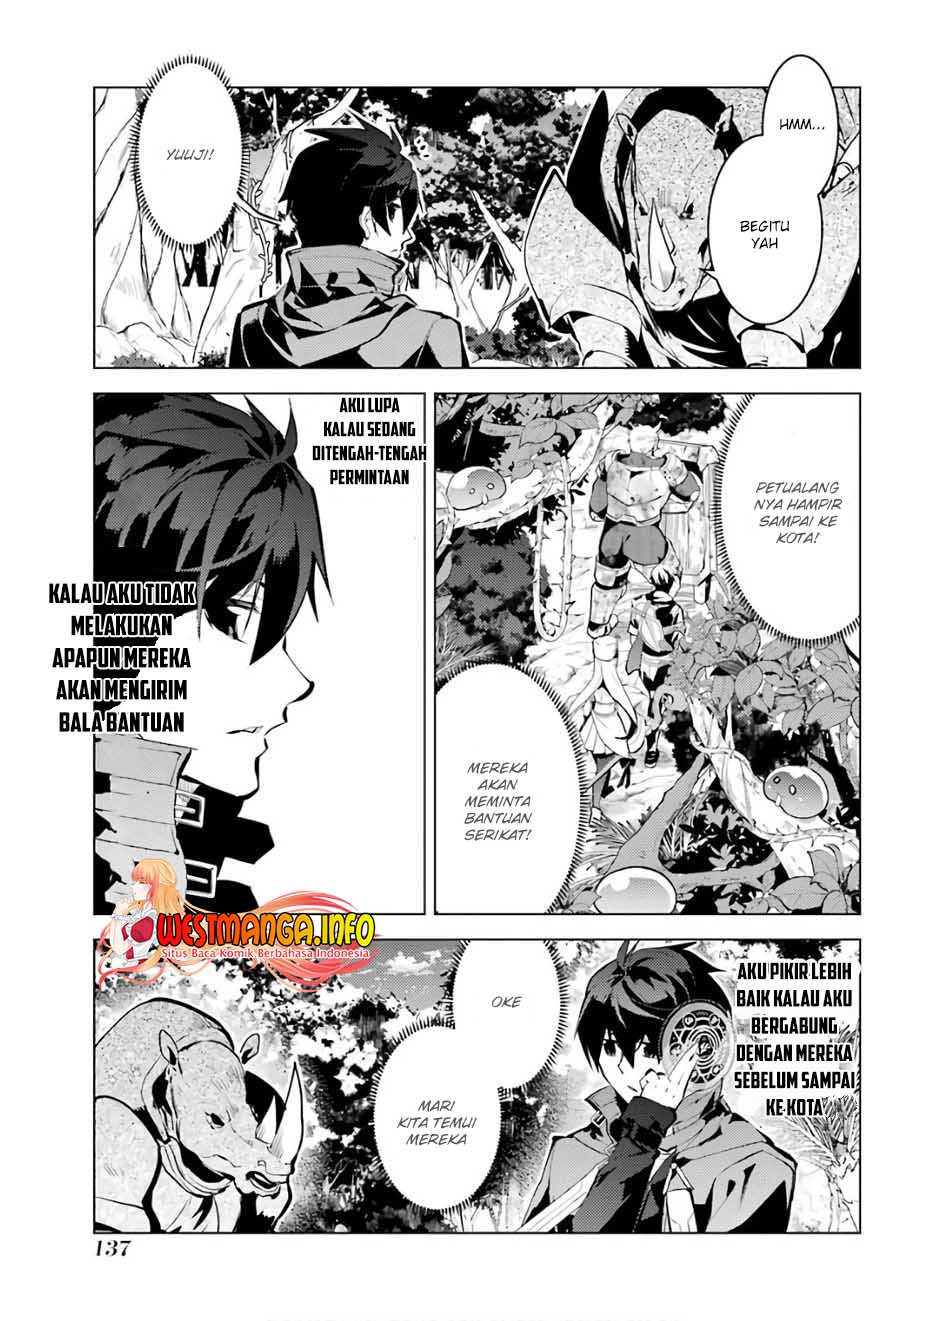 HMM...
BEGITU
YAH
YUUJI!
PETUALANG
NYA HAMPIR
SAMPAI KE
KOTA!
MEREKA
AKAN
MEMINTA
BANTUAN
SERIKAT!
AKU LUPA
KALAU SEDANG
DITENGAH-TENGAH
PERMINTAAN
KALAU AKU TIDAK
MELAKUKAN
APAPUN MEREKA
AKAN MENGIRIM
BALA BANTUAN
WESTMANGA.INFO
Situs Baca Komik Berbahasa Indonesia
AKU PIKIR LEBIH
BAIK KALAU AKU
BERGABUNG
DENGAN MEREKA
SEBELUM SAMPAI
KE KOTA
OKE
MARI
KITA TEMUI
MEREKA
137